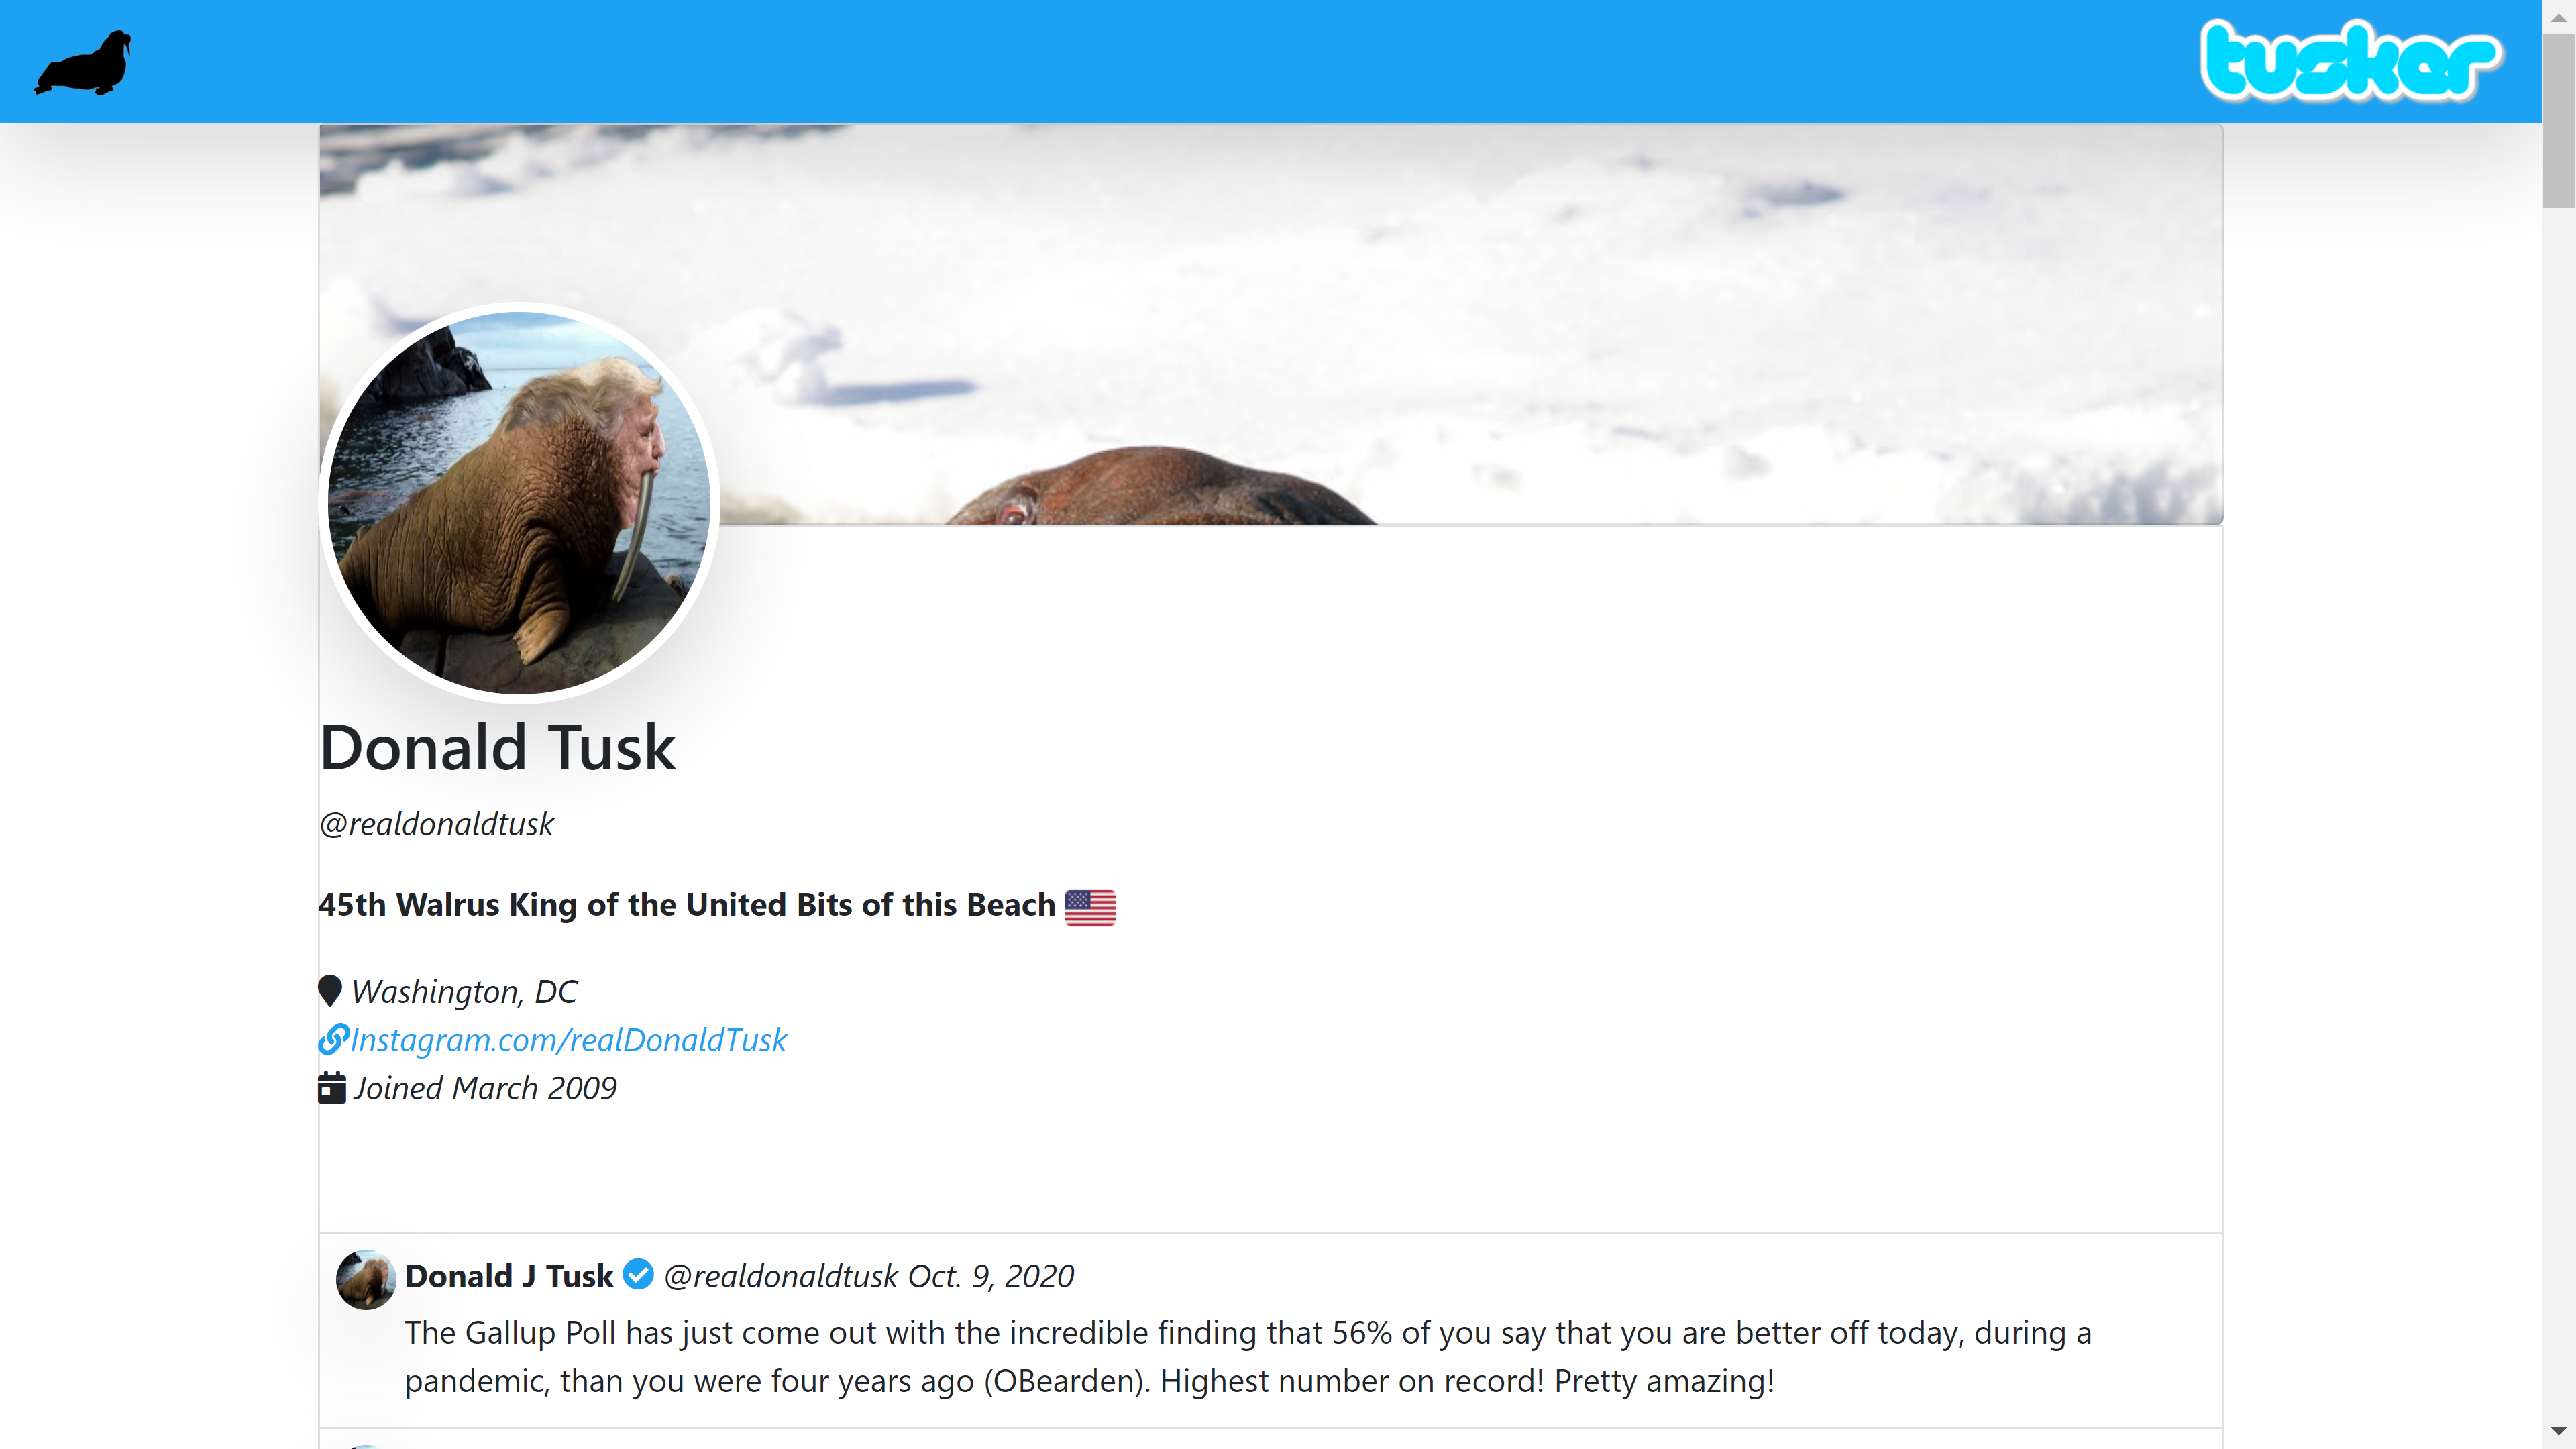 tusker
Donald Tusk
@realdonaldtusk
45th Walrus King of the United Bits of this Beach
Washington, DC
Instagram.com/realDonaldTusk
Joined March 2009
Donald J Tusk @realdonaldtusk Oct. 9, 2020
The Gallup Poll has just come out with the incredible finding that 56% of you say that you are better off today, during a
pandemic, than you were four years ago (OBearden). Highest number on record! Pretty amazing!